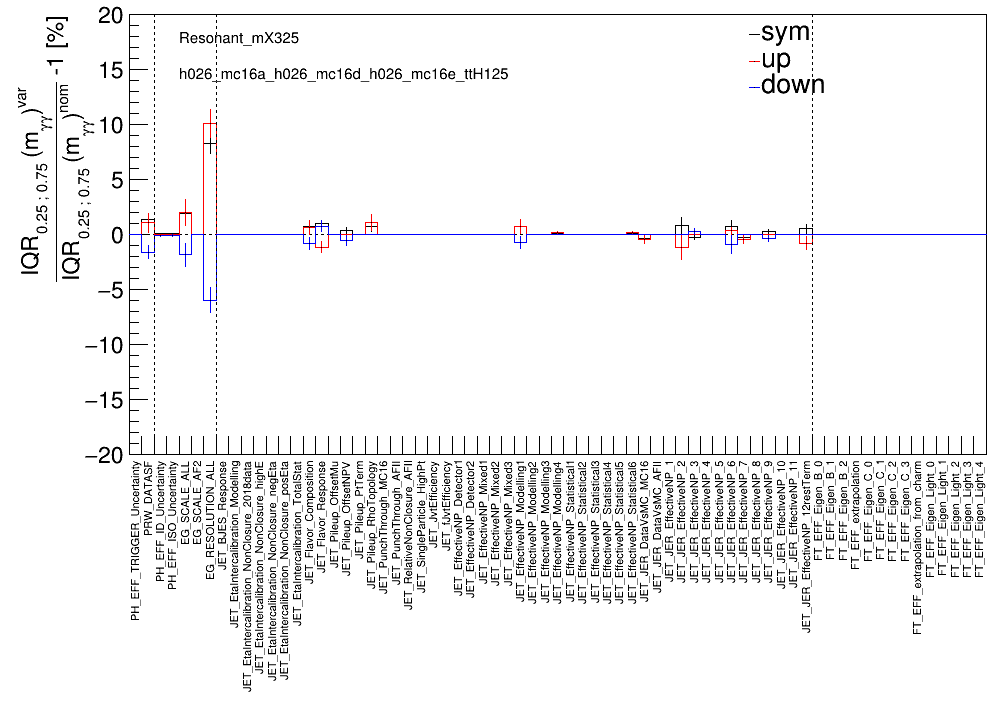 IQR0.25 ; 0.75 (mγγ)var
IQR0.25 ; 0.75 (mγγ)nom -1 [%]
20
15
10
5
0
−5
−10
−15
−20
Resonant_mX325
h026_mc16a_h026_mc16d_h026_mc16e_ttH125
sym
up
down
PH_EFF_TRIGGER_Uncertainty
PRW_DATASF
PH_EFF_ID_Uncertainty
PH_EFF_ISO_Uncertainty
EG_SCALE_ALL
EG_SCALE_AF2
EG_RESOLUTION_ALL
JET_BJES_Response
JET_EtaIntercalibration_Modelling
JET_EtaIntercalibration_NonClosure_2018data
JET_EtaIntercalibration_NonClosure_highE
JET_EtaIntercalibration_NonClosure_negEta
JET_EtaIntercalibration_NonClosure_posEta
JET_EtaIntercalibration_TotalStat
JET_Flavor_Composition
JET_Flavor_Response
JET_Pileup_OffsetMu
JET_Pileup_OffsetNPV
JET_Pileup_PtTerm
JET_Pileup_RhoTopology
JET_PunchThrough_MC16
JET_PunchThrough_AFII
JET_RelativeNonClosure_AFII
JET_SingleParticle_HighPt
JET_JvtEfficiency
JET_fJvtEfficiency
JET_EffectiveNP_Detector1
JET_EffectiveNP_Detector2
JET_EffectiveNP_Mixed1
JET_EffectiveNP_Mixed2
JET_EffectiveNP_Mixed3
JET_EffectiveNP_Modelling1
JET_EffectiveNP_Modelling2
JET_EffectiveNP_Modelling3
JET_EffectiveNP_Modelling4
JET_EffectiveNP_Statistical1
JET_EffectiveNP_Statistical2
JET_EffectiveNP_Statistical3
JET_EffectiveNP_Statistical4
JET_EffectiveNP_Statistical5
JET_EffectiveNP_Statistical6
JET_JER_DataVsMC_MC16
JET_JER_DataVsMC_AFII
JET_JER_EffectiveNP_1
JET_JER_EffectiveNP_2
JET_JER_EffectiveNP_3
JET_JER_EffectiveNP_4
JET_JER_EffectiveNP_5
JET_JER_EffectiveNP_6
JET_JER_EffectiveNP_7
JET_JER_EffectiveNP_8
JET_JER_EffectiveNP_9
JET_JER_EffectiveNP_10
JET_JER_EffectiveNP_11
JET_JER_EffectiveNP_12restTerm
FT_EFF_Eigen_B_0
FT_EFF_Eigen_B_1
FT_EFF_Eigen_B_2
FT_EFF_extrapolation
FT_EFF_Eigen_C_0
FT_EFF_Eigen_C_1
FT_EFF_Eigen_C_2
FT_EFF_Eigen_C_3
FT_EFF_extrapolation_from_charm
FT_EFF_Eigen_Light_0
FT_EFF_Eigen_Light_1
FT_EFF_Eigen_Light_2
FT_EFF_Eigen_Light_3
FT_EFF_Eigen_Light_4